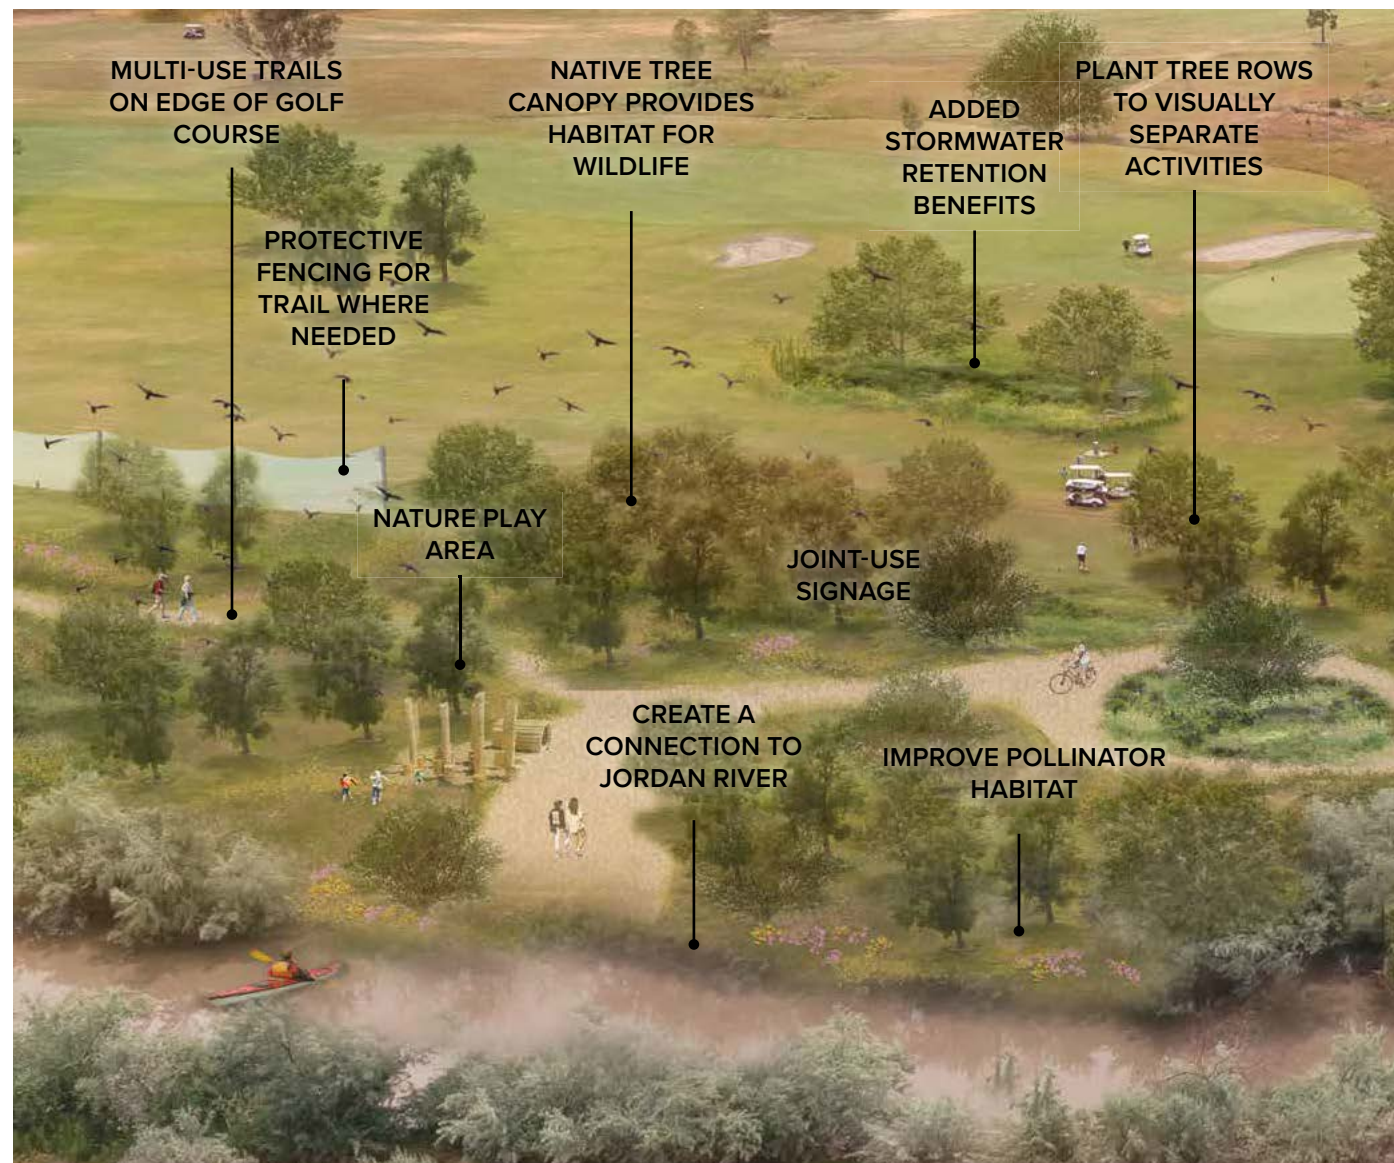 MULTI-USE TRAILS
ON EDGE OF GOLF
COURSE
NATIVE TREE
CANOPY PROVIDES
HABITAT FOR
WILDLIFE
ADDED
STORMWATER
RETENTION
BENEFITS
PLANT TREE ROWS
TO VISUALLY
SEPARATE
ACTIVITIES
PROTECTIVE
FENCING FOR
TRAIL WHERE
NEEDED
NATURE PLAY
AREA
JOINT-USE
SIGNAGE
CREATE A
CONNECTION TO
JORDAN RIVER
IMPROVE POLLINATOR
HABITAT